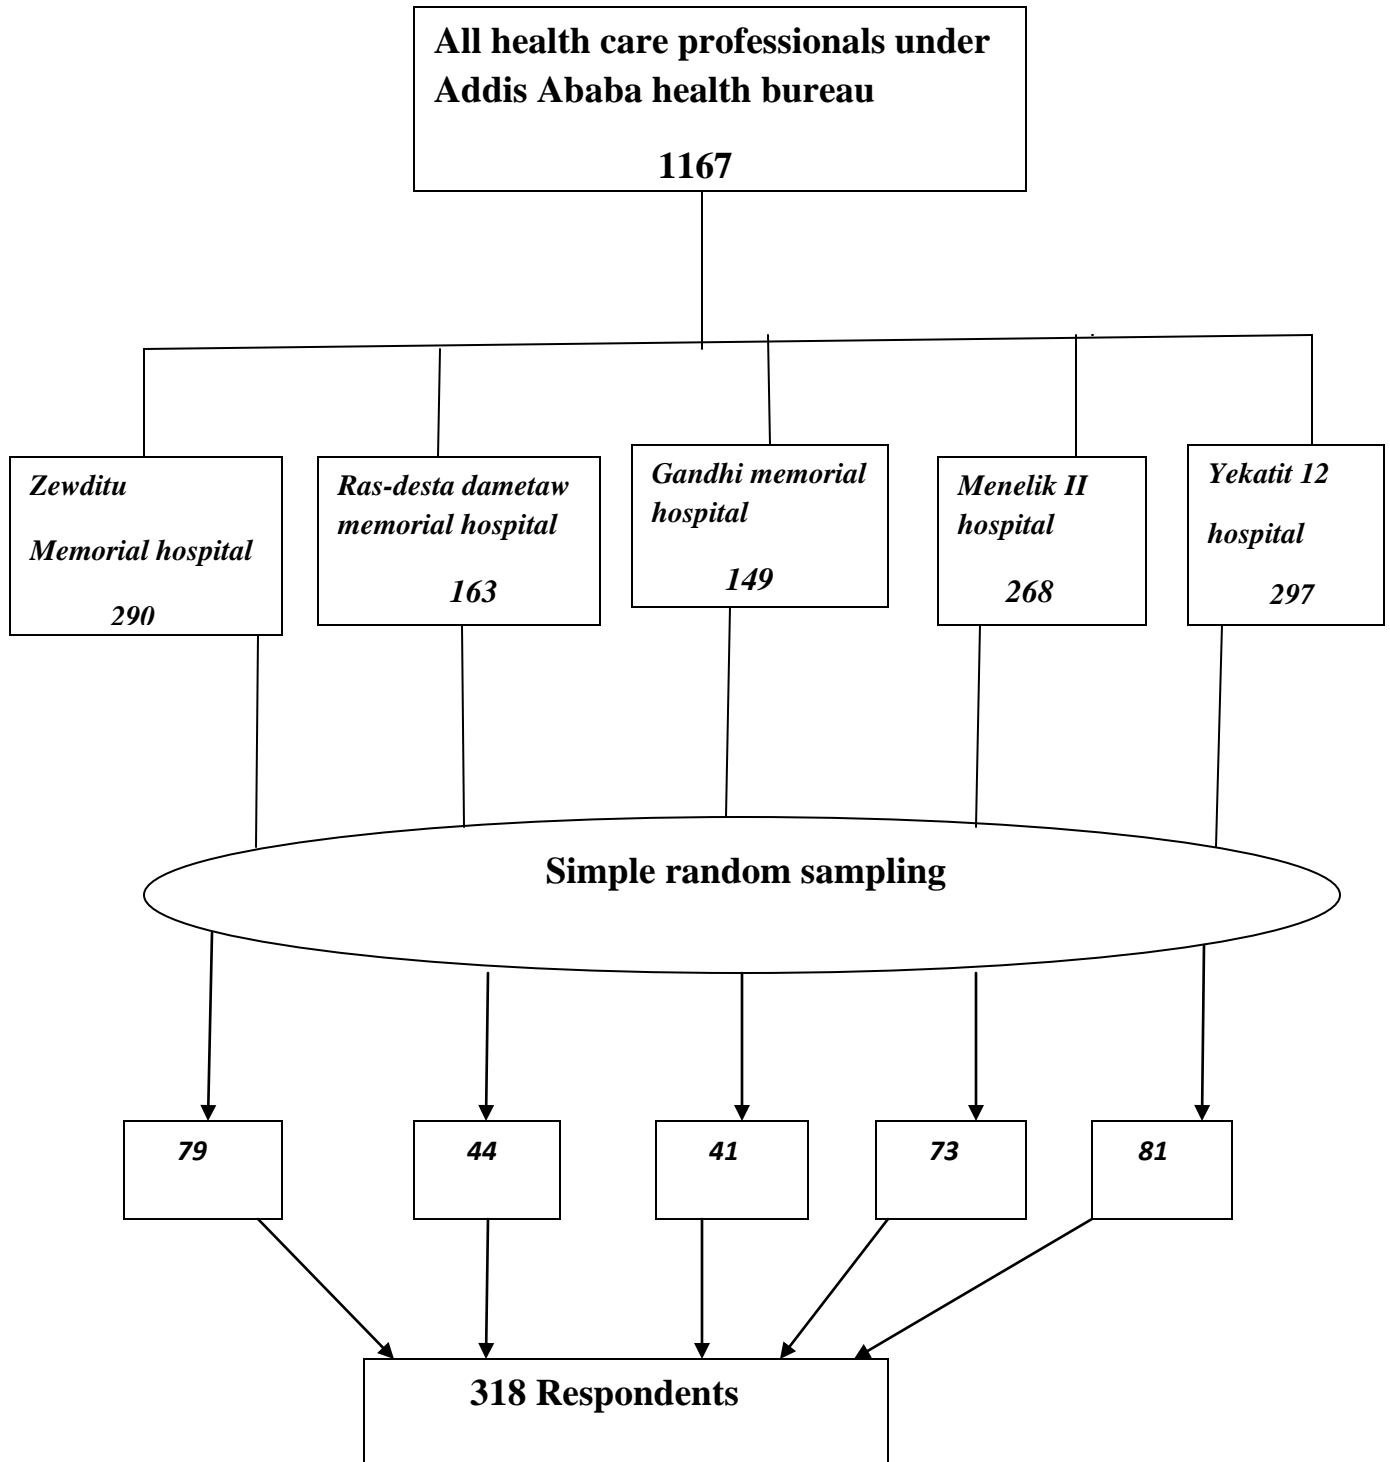 All health care professionals under
Addis Ababa health bureau
1167
Zewditu
Memorial hospital
290
Ras-desta dametaw
memorial hospital
163
Gandhi memorial
hospital
149
Menelik II
hospital
268
Yekatit 12
hospital
297
Simple random sampling
79
44
41
73
81
318 Respondents